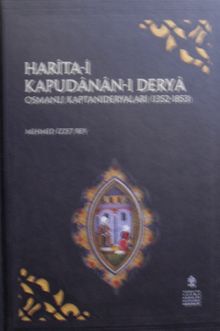 HARİTA-İ
KAPUDÂNÂN-I DERYÂ
OSMANLI KAPTANIDERYALARI (1352-1853)
MEHMED İZZET BEY